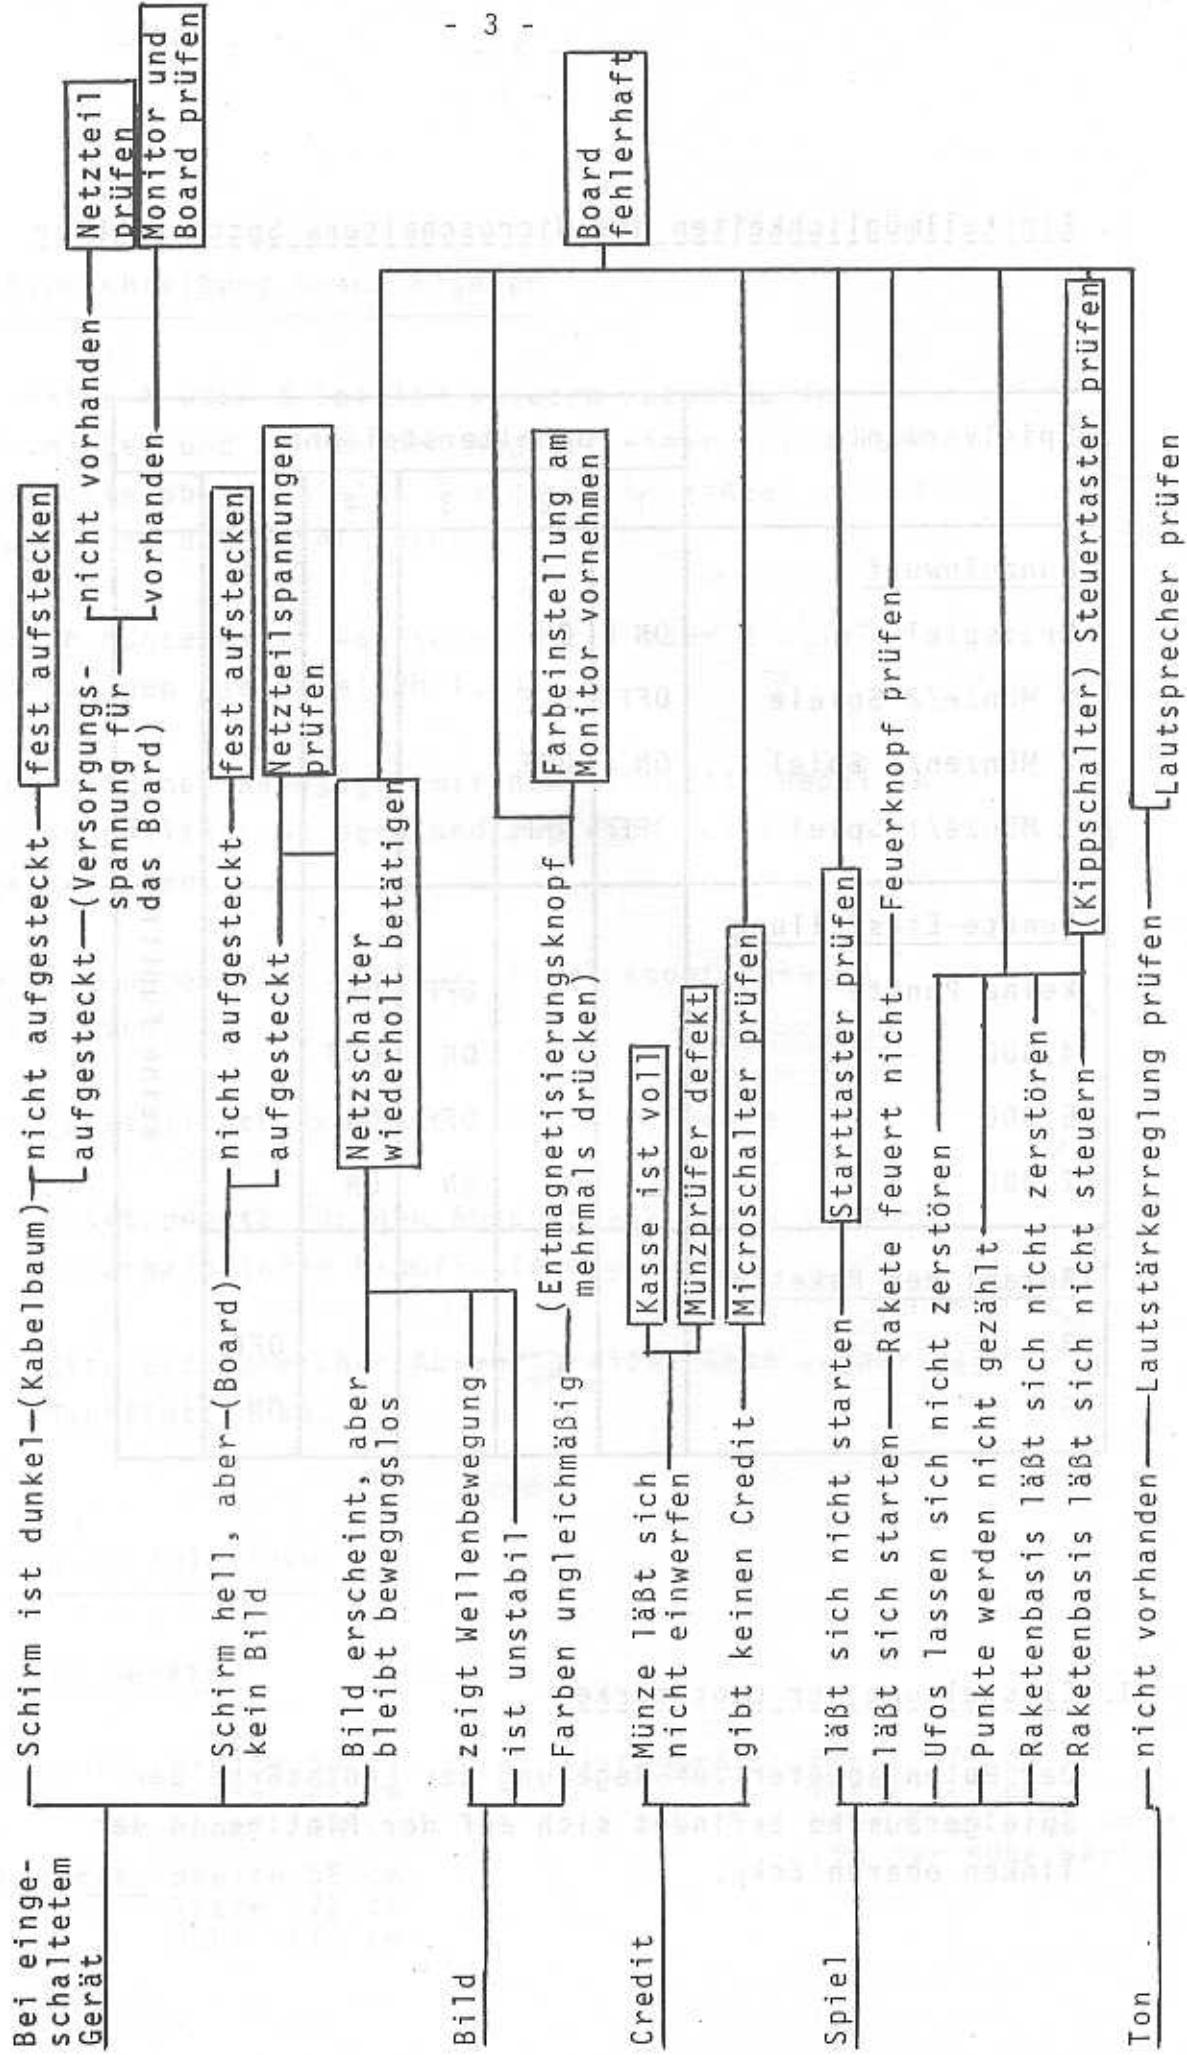 - 3 -
Bei einge-
schaltetem
Gerät
Schirm ist dunkel
(Kabelbaum)
nicht aufgesteckt
fest aufstecken
aufgesteckt
(Versorgungs-
spannung für
das Board)
nicht vorhanden
Netzteil
prüfen
vorhanden
Monitor und
Board prüfen
Schirm hell, aber
kein Bild
(Board)
nicht aufgesteckt
fest aufstecken
aufgesteckt
Netzteilspannungen
prüfen
Bild erscheint, aber
bleibt bewegungslos
Netzschalter
wiederholt betätigen
Board
fehlerhaft
Bild
zeigt Wellenbewegung
ist unstabil
Farben ungleichmäßig
(Entmagnetisierungsknopf
mehrmals drücken)
Farbeinstellung am
Monitor vornehmen
Credit
Münze läßt sich
nicht einwerfen
Kasse ist voll
Münzprüfer defekt
gibt keinen Credit
Microschalter prüfen
Spiel
läßt sich nicht starten
Starttaster prüfen
läßt sich starten
Rakete feuert nicht
Feuerknopf prüfen
Ufos lassen sich nicht zerstören
Punkte werden nicht gezählt
Raketenbasis läßt sich nicht zerstören
Raketenbasis läßt sich nicht steuern
(Kippschalter) Steuertaster prüfen
Ton
nicht vorhanden
Lautstärkerreglung prüfen
Lautsprecher prüfen